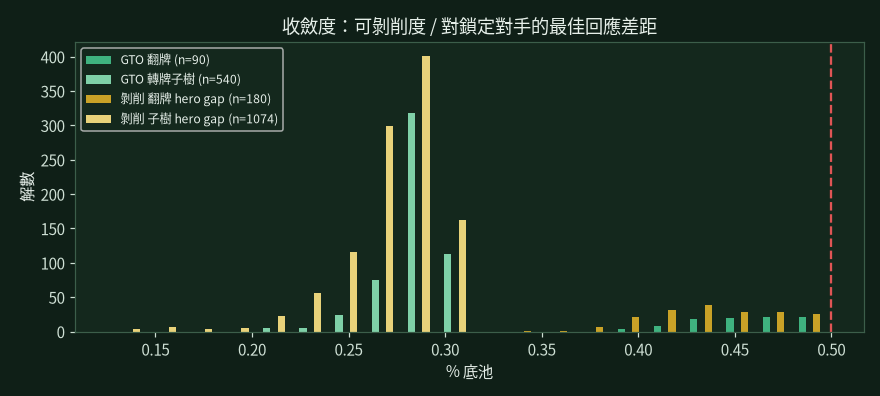 收斂度：可剝削度 / 對鎖定對手的最佳回應差距
GTO 翻牌 (n=90)
GTO 轉牌子樹 (n=540)
剝削 翻牌 hero gap (n=180)
剝削 子樹 hero gap (n=1074)
解數
400
350
300
250
200
150
100
50
0
0.15 0.20 0.25 0.30 0.35 0.40 0.45 0.50
% 底池